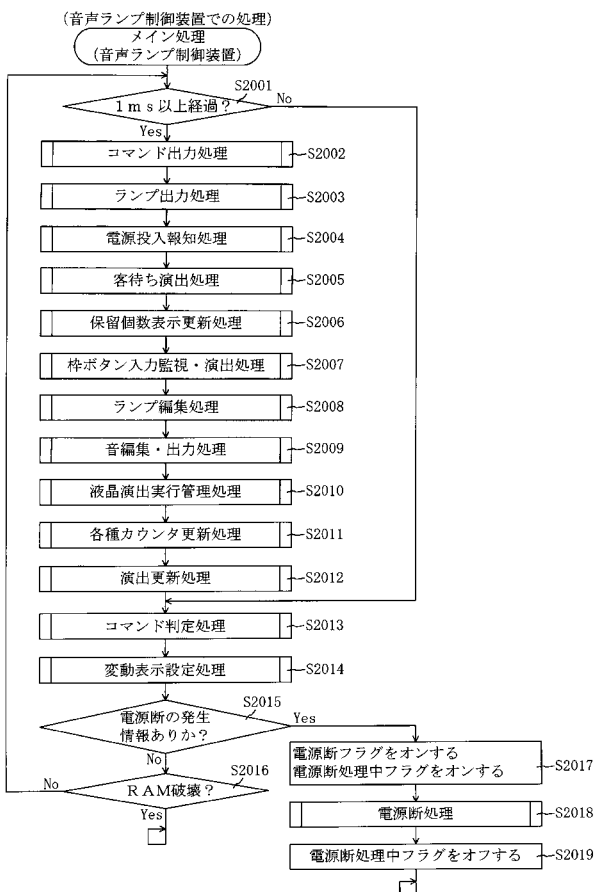 (音声ランプ制御装置での処理)
メイン処理
(音声ランプ制御装置)
S2001
1ms以上経過?
No
Yes
コマンド出力処理
S2002
ランプ出力処理
S2003
電源投入報知処理
S2004
客待ち演出処理
S2005
保留個数表示更新処理
S2006
枠ボタン入力監視・演出処理
S2007
ランプ編集処理
S2008
音編集・出力処理
S2009
液晶演出実行管理処理
S2010
各種カウンタ更新処理
S2011
演出更新処理
S2012
コマンド判定処理
S2013
変動表示設定処理
S2014
S2015
電源断の発生
情報ありか?
Yes
No
S2016
RAM破壊?
No
Yes
電源断フラグをオンする
電源断処理中フラグをオンする
S2017
電源断処理
S2018
電源断処理中フラグをオフする
S2019